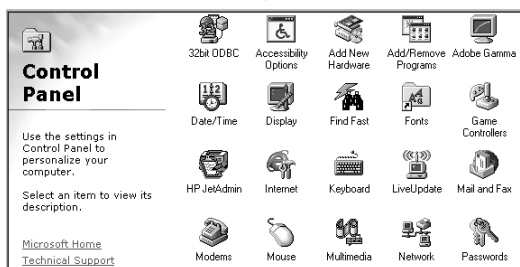 Control
Panel
Use the settings in
Control Panel to
personalize your
computer.
Select an item to view its
description.
Microsoft Home
Technical Support
32bit ODBC
Accessibility
Options
Add New
Hardware
Add/Remove
Programs
Adobe Gamma
Date/Time
Display
Find Fast
Fonts
Game
Controllers
HP JetAdmin
Internet
Keyboard
LiveUpdate
Mail and Fax
Modems
Mouse
Multimedia
Network
Passwords